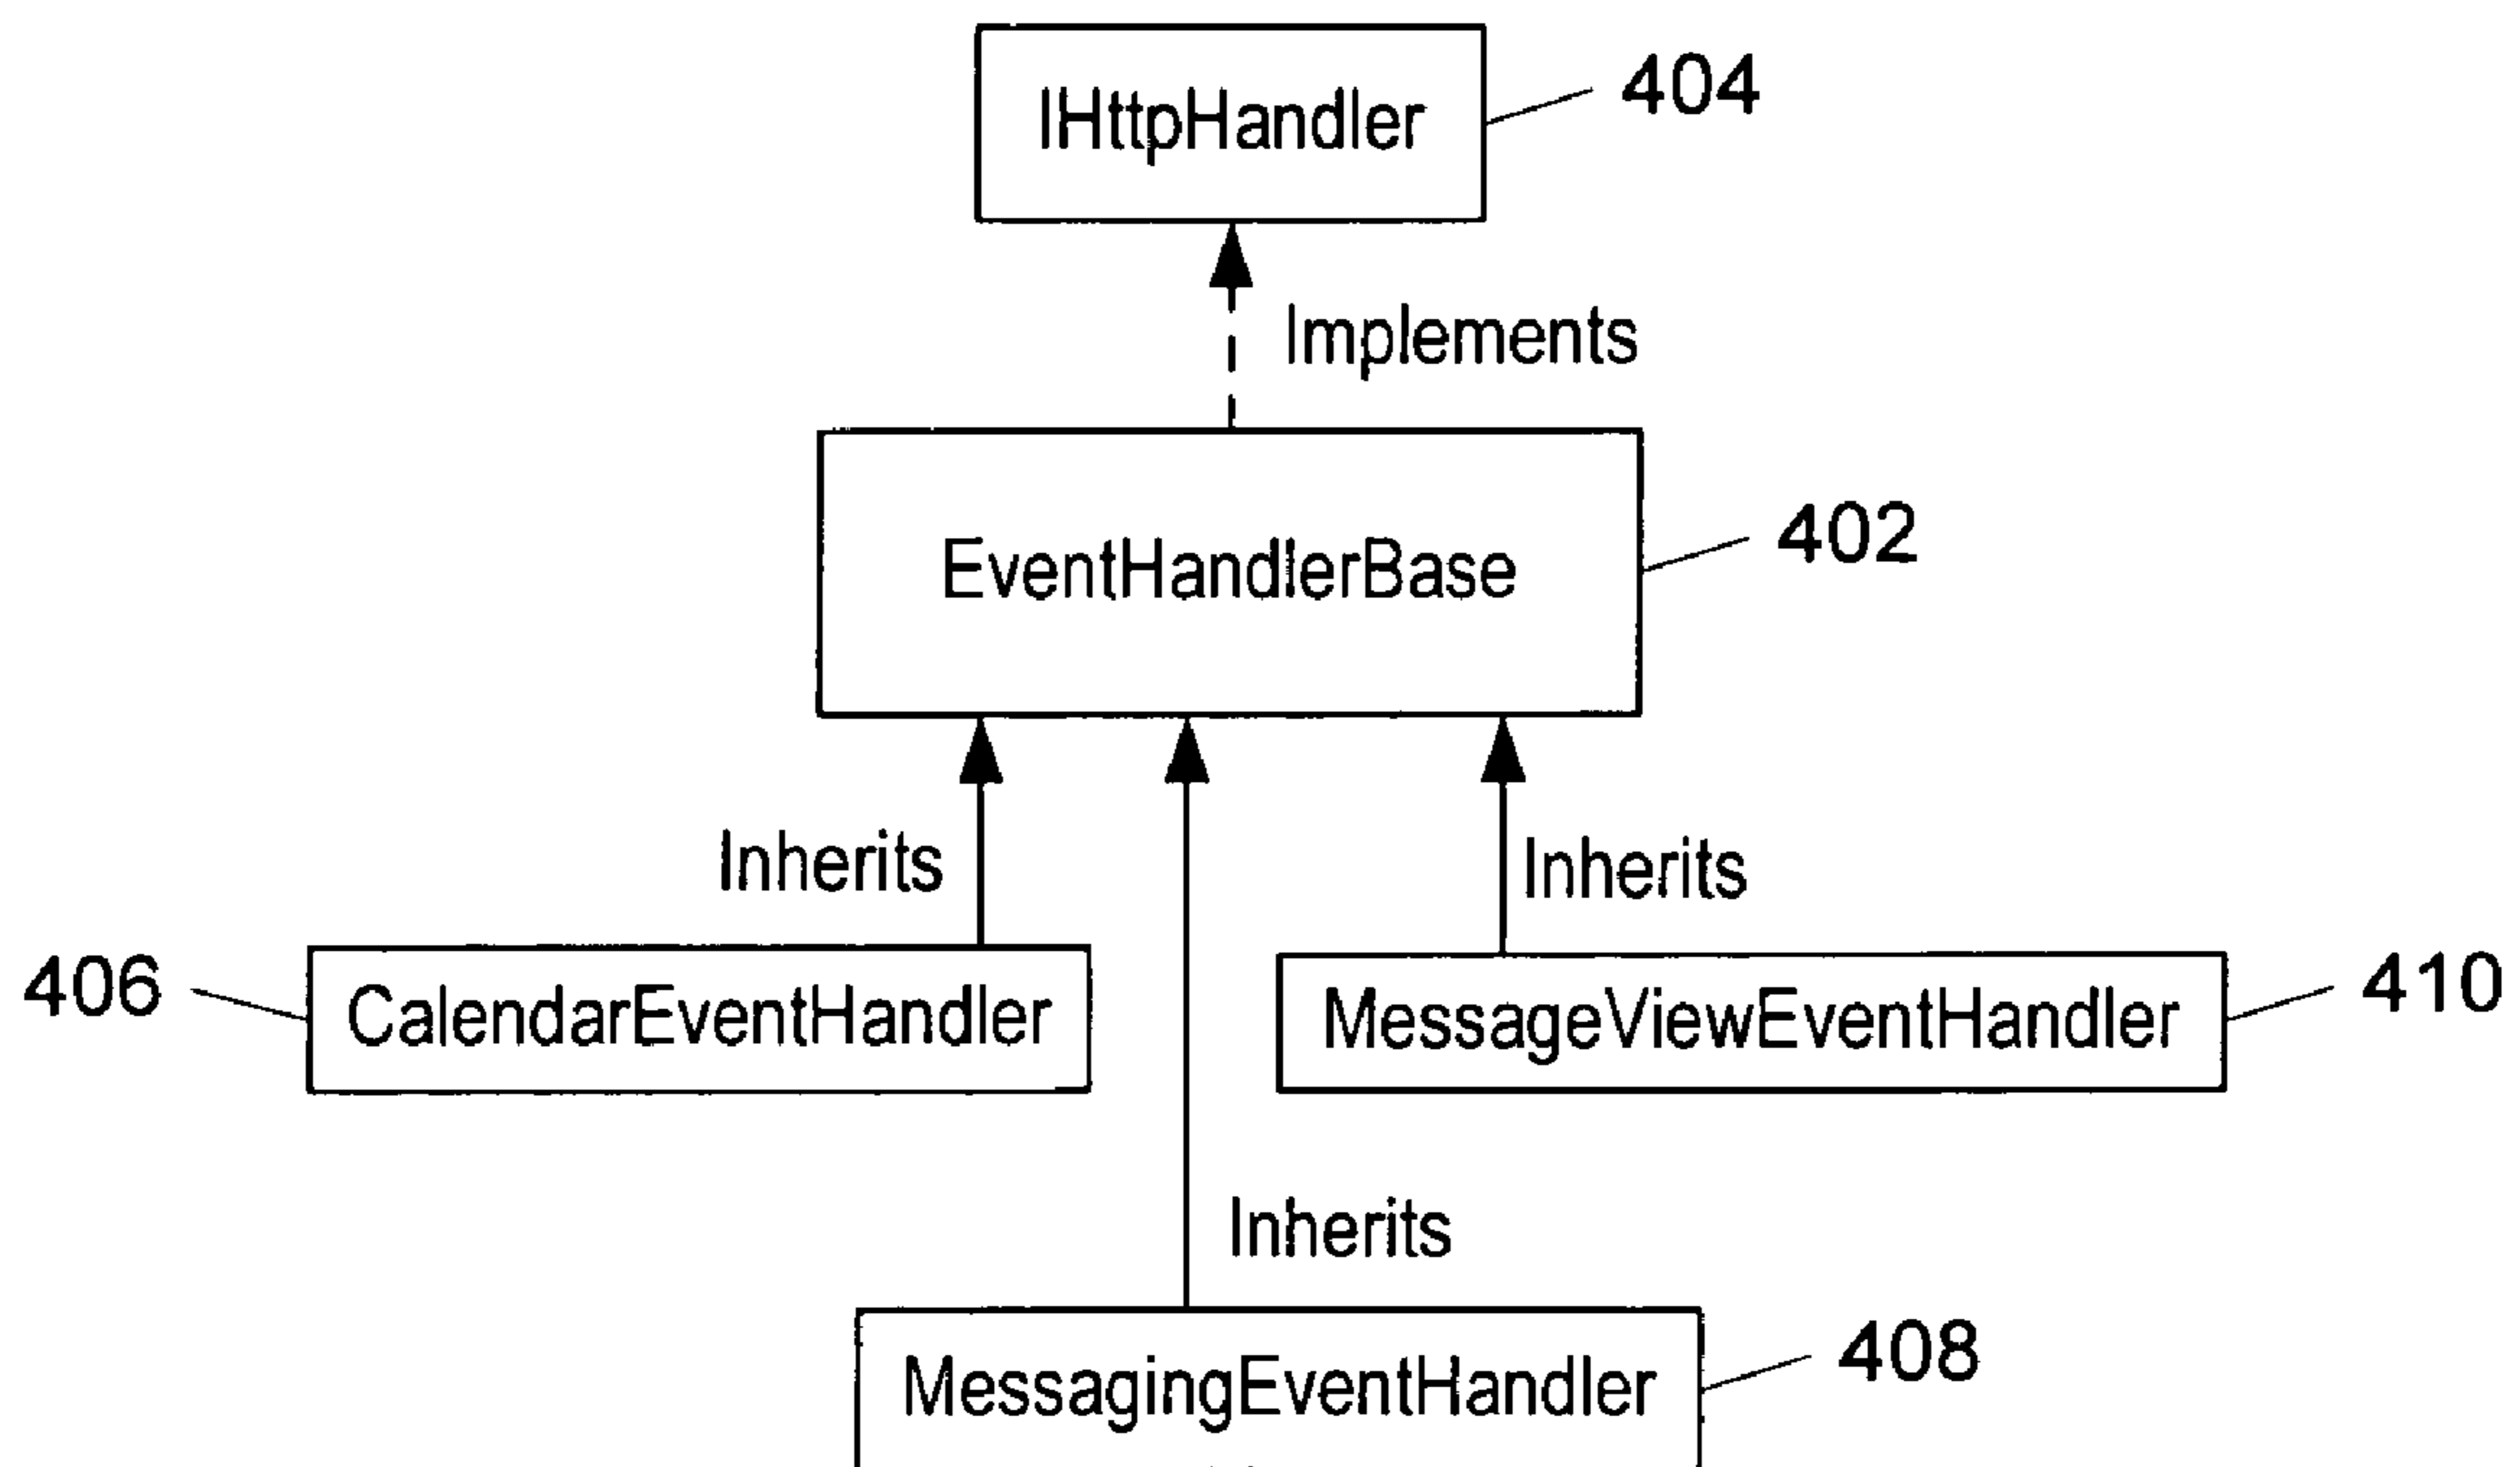 IHttpHandler
404
Implements
EventHandlerBase
402
Inherits
Inherits
406
CalendarEventHandler
MessageViewEventHandler
410
Inherits
MessagingEventHandler
408